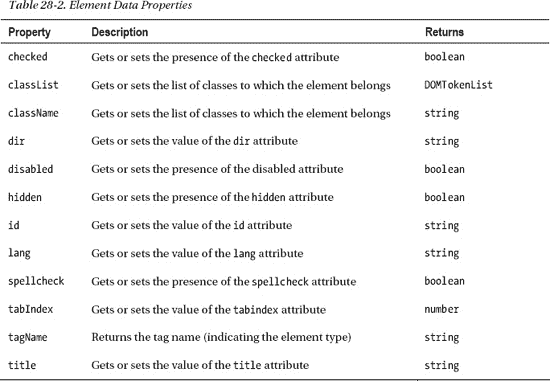 Table 28-2. Element Data Properties
Property Description Returns
checked Gets or sets the presence of the checked attribute boolean
classList Gets or sets the list of classes to which the element belongs DOMTokenList
className Gets or sets the list of classes to which the element belongs string
dir Gets or sets the value of the dir attribute string
disabled Gets or sets the presence of the disabled attribute boolean
hidden Gets or sets the presence of the hidden attribute boolean
id Gets or sets the value of the id attribute string
lang Gets or sets the value of the lang attribute string
spellcheck Gets or sets the presence of the spellcheck attribute boolean
tabIndex Gets or sets the value of the tabindex attribute number
tagName Returns the tag name (indicating the element type) string
title Gets or sets the value of the title attribute string